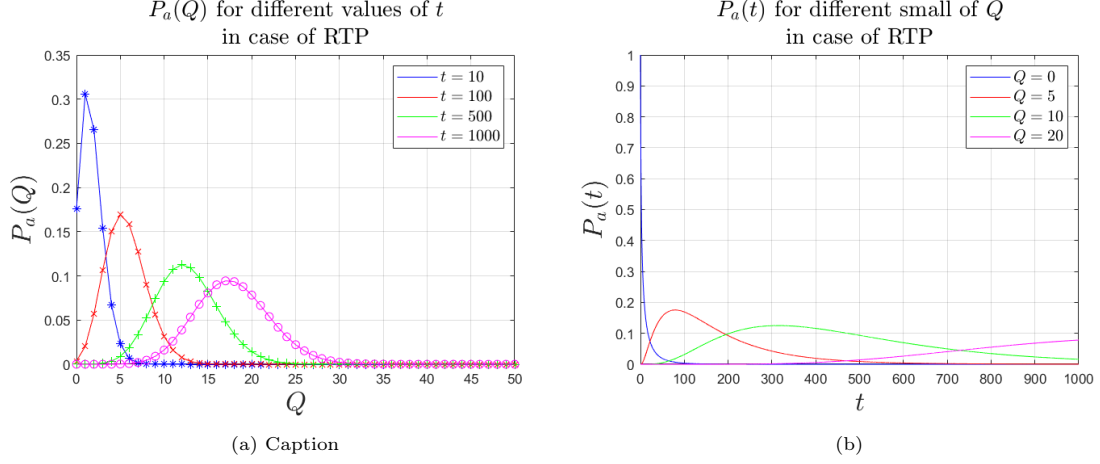 P_a(Q) for different values of t
in case of RTP
0.35
0.3
0.25
0.2
0.15
0.1
0.05
0
P_a(Q)
t = 10
t = 100
t = 500
t = 1000
0 5 10 15 20 25 30 35 40 45 50
Q
(a) Caption
P_a(t) for different small of Q
in case of RTP
1
0.9
0.8
0.7
0.6
0.5
0.4
0.3
0.2
0.1
0
P_a(t)
Q = 0
Q = 5
Q = 10
Q = 20
0 100 200 300 400 500 600 700 800 900 1000
t
(b)